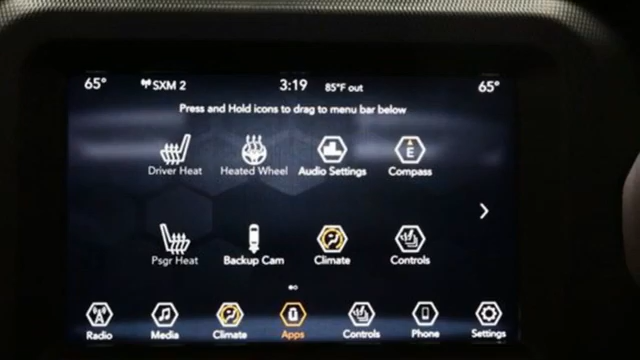 65° SXM 2 3:19 85°F out 65°
Press and Hold icons to drag to menu bar below
Driver Heat Heated Wheel Audio Settings Compass
E
Psgr Heat Backup Cam Climate Controls
Radio Media Climate Apps Controls Phone Settings